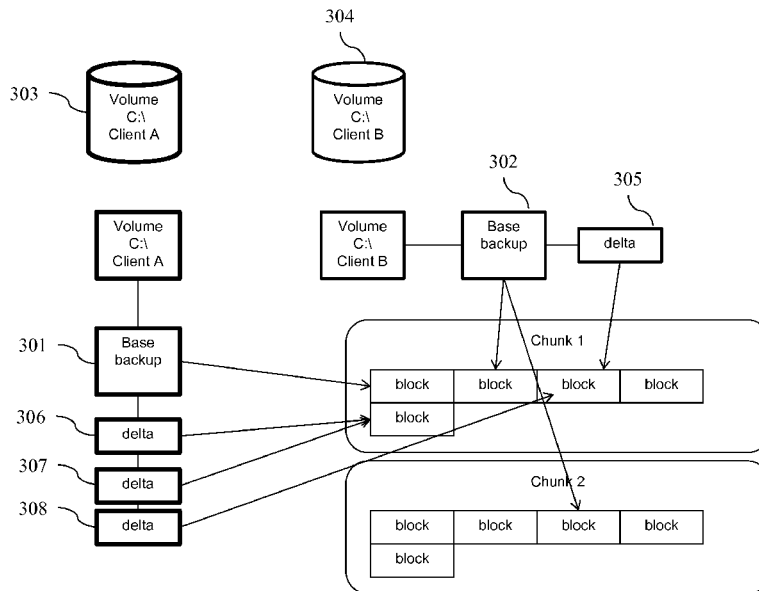 304
303
Volume
C:\
Client A
Volume
C:\
Client B
302
305
Volume
C:\
Client A
Volume
C:\
Client B
Base
backup
delta
301
Base
backup
Chunk 1
block
block
block
block
block
306
delta
307
delta
308
delta
Chunk 2
block
block
block
block
block